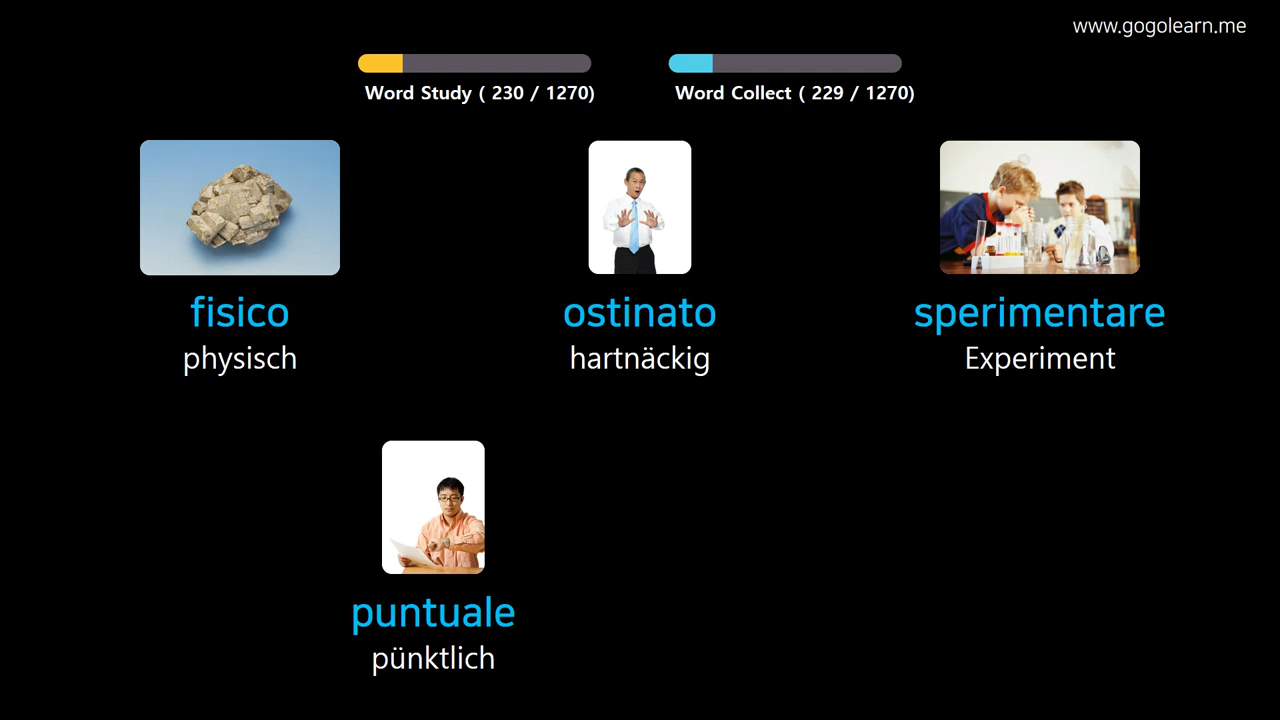 www.gogolearn.me
Word Study ( 230 / 1270)
Word Collect ( 229 / 1270)
fisico
physisch
ostinato
hartnäckig
sperimentare
Experiment
puntuale
pünktlich